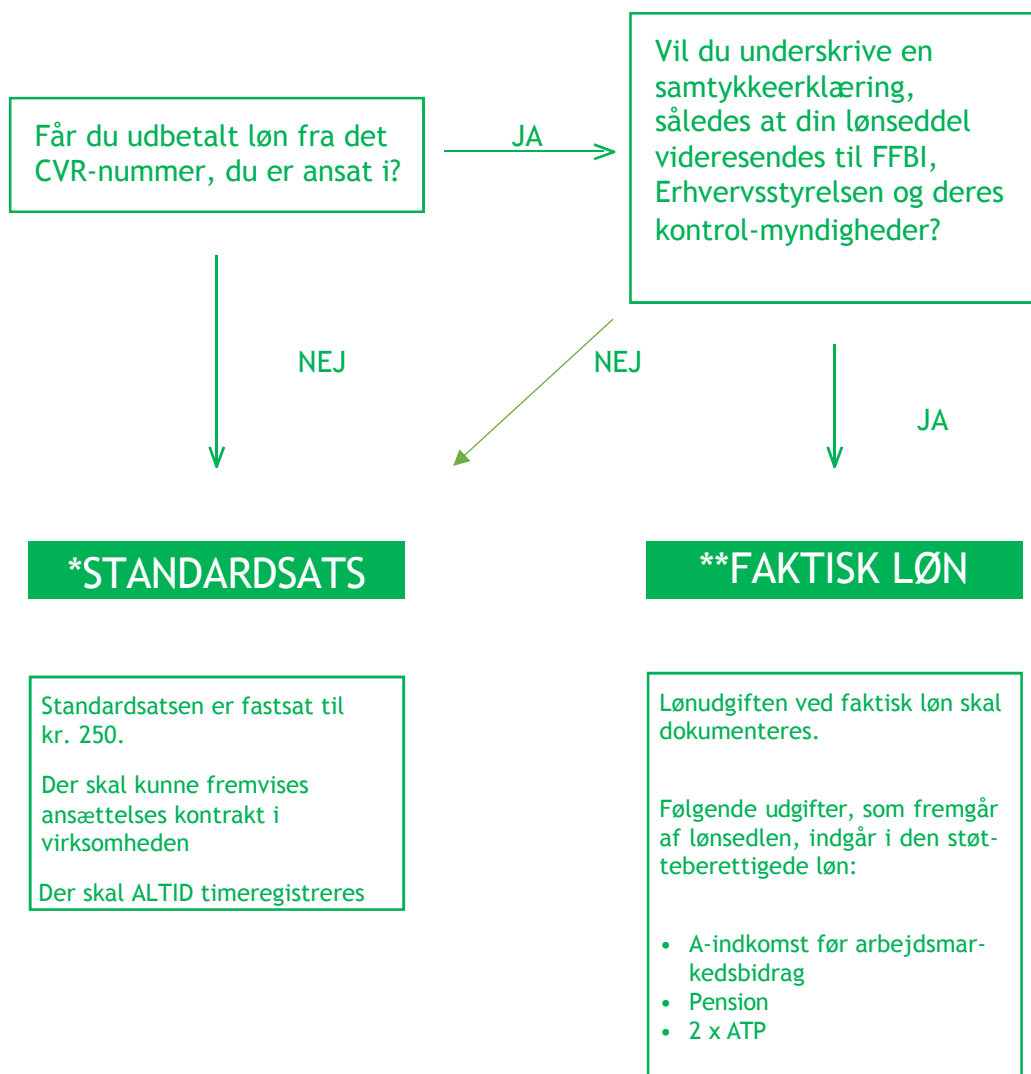 Får du udbetalt løn fra det
CVR-nummer, du er ansat i?
JA
Vil du underskrive en
samtykkeerklæring,
således at din lønseddel
videresendes til FFBI,
Erhvervsstyrelsen og deres
kontrol-myndigheder?
NEJ
NEJ
JA
*STANDARDSATS
**FAKTISK LØN
Standardsatsen er fastsat til
kr. 250.
Der skal kunne fremvises
ansættelses kontrakt i
virksomheden
Der skal ALTID timeregistreres
Lønudgiften ved faktisk løn skal
dokumenteres.
Følgende udgifter, som fremgår
af lønsedlen, indgår i den støt-
teberettigede løn:
• A-indkomst før arbejdsmar-
kedsbidrag
• Pension
• 2 x ATP